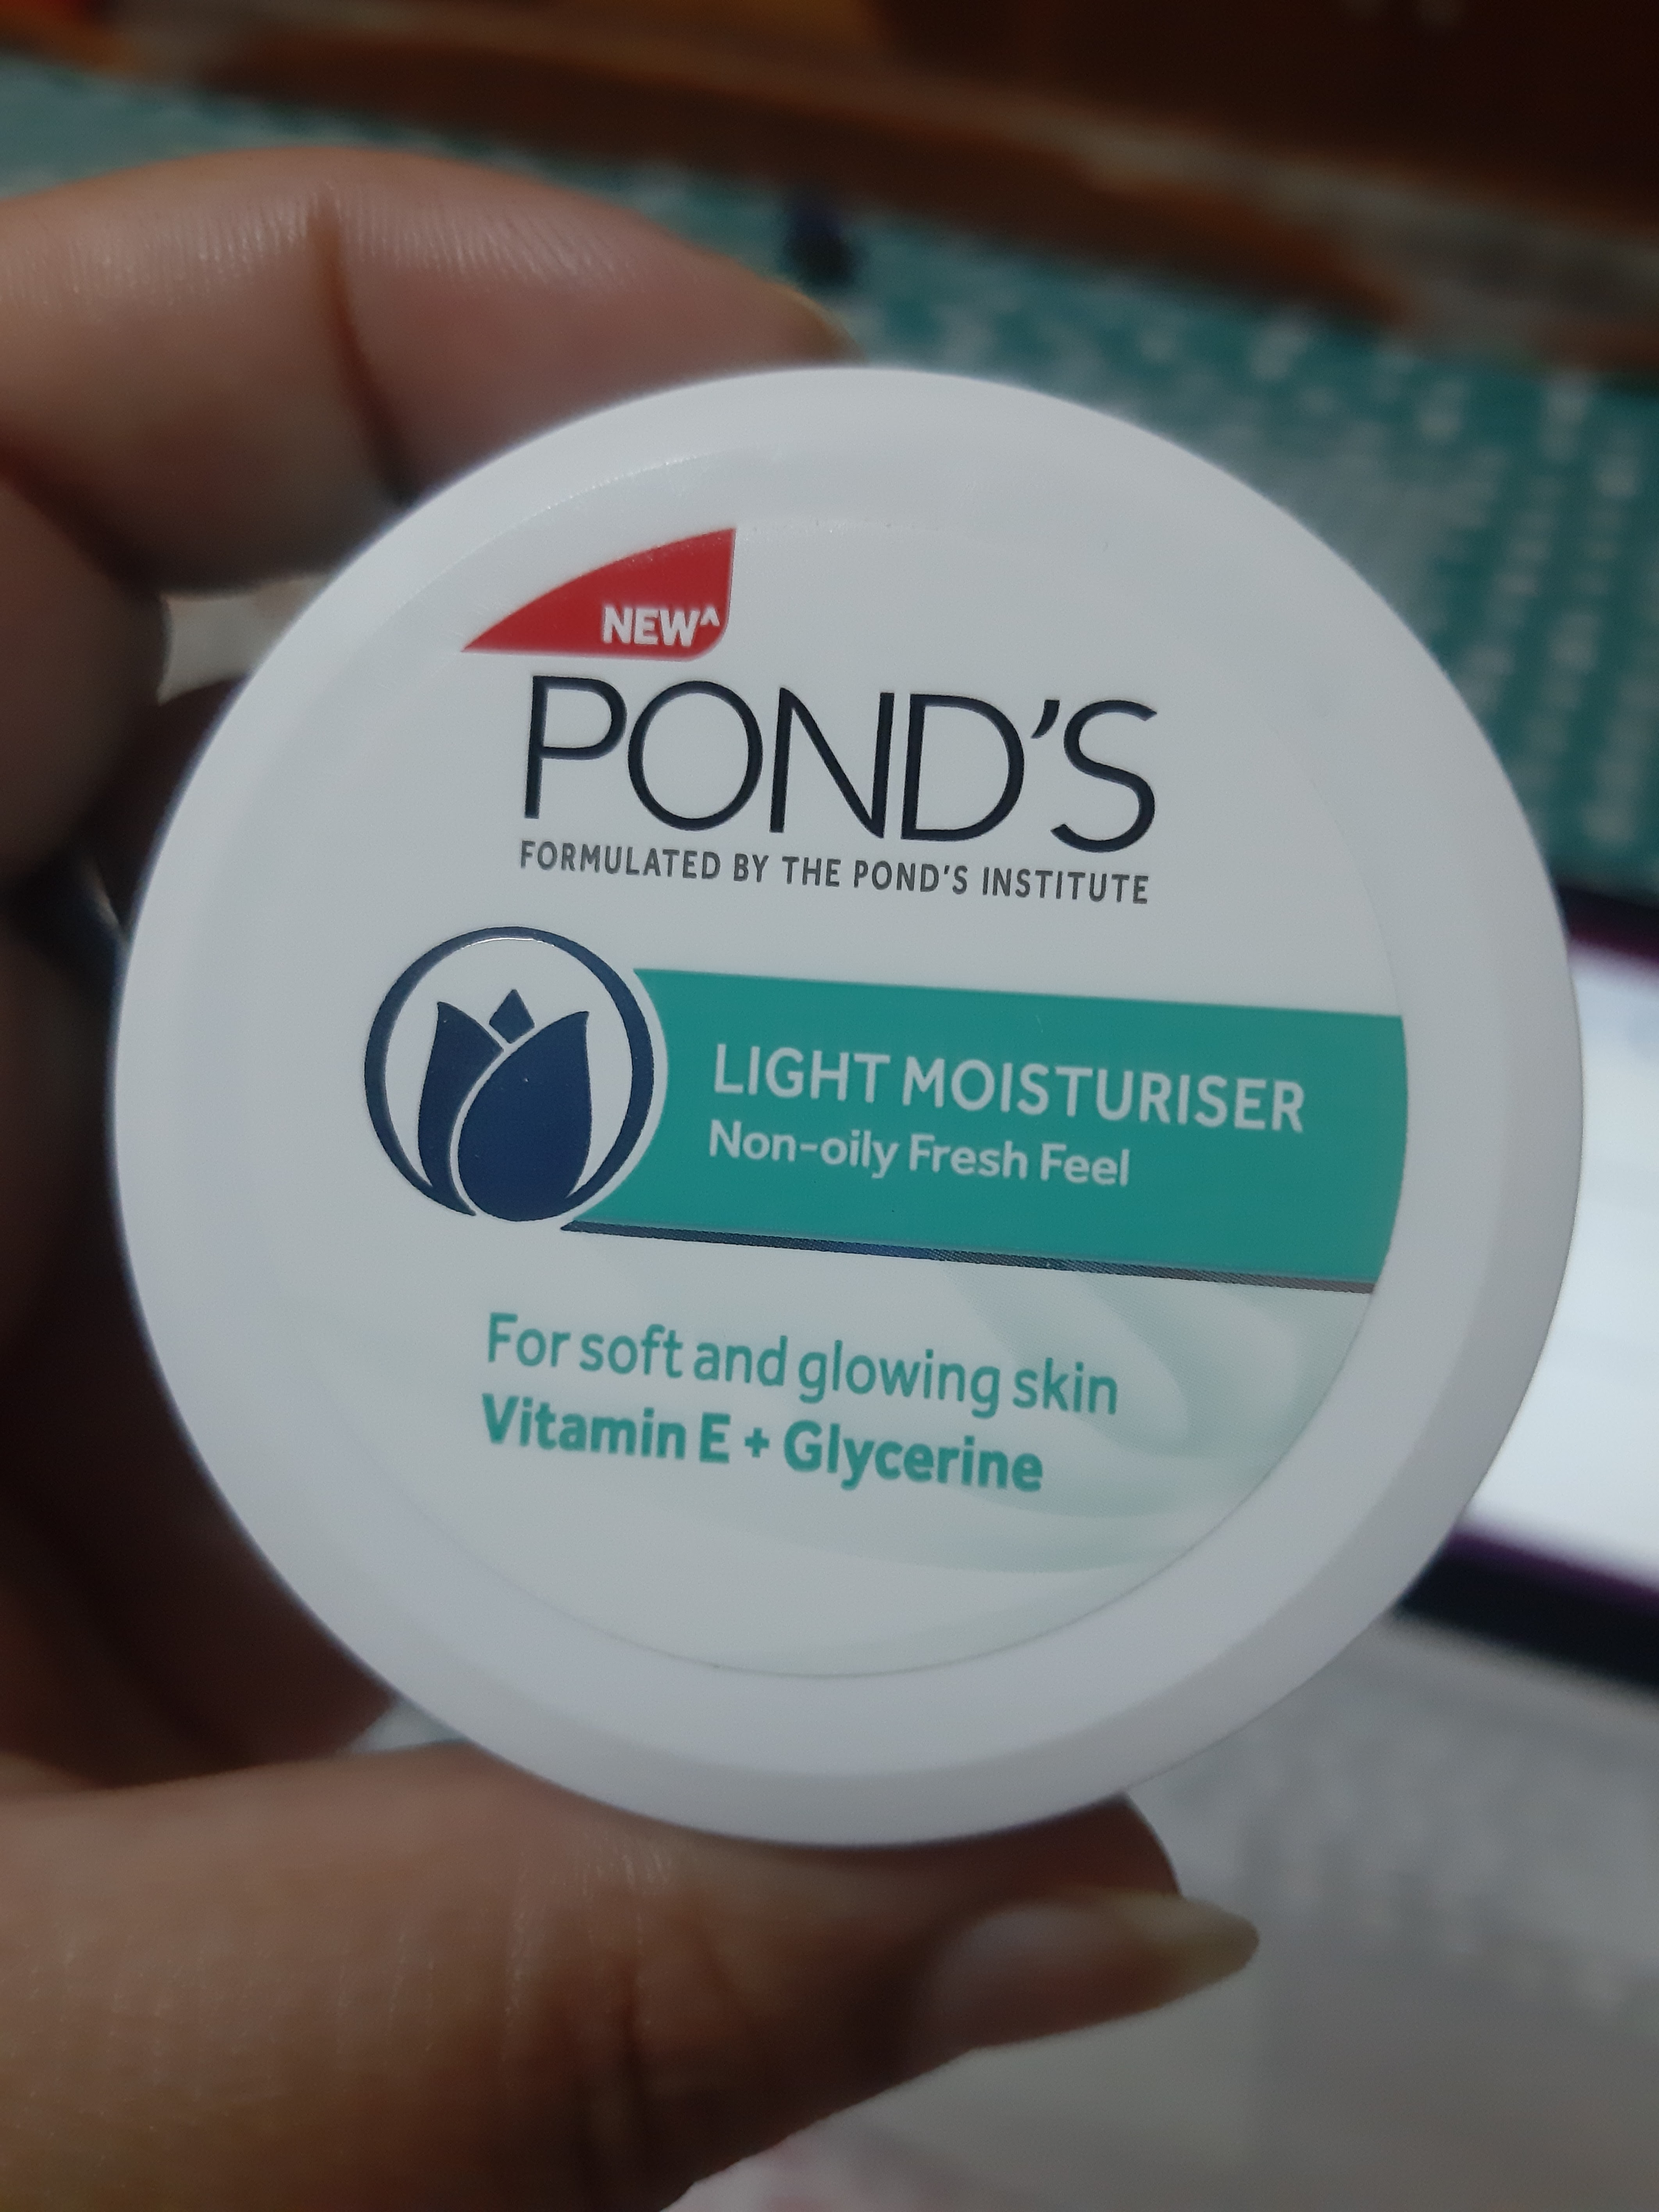 NEW^
POND'S
FORMULATED BY THE POND'S INSTITUTE
LIGHT MOISTURISER
Non-oily Fresh Feel
For soft and glowing skin
Vitamin E + Glycerine